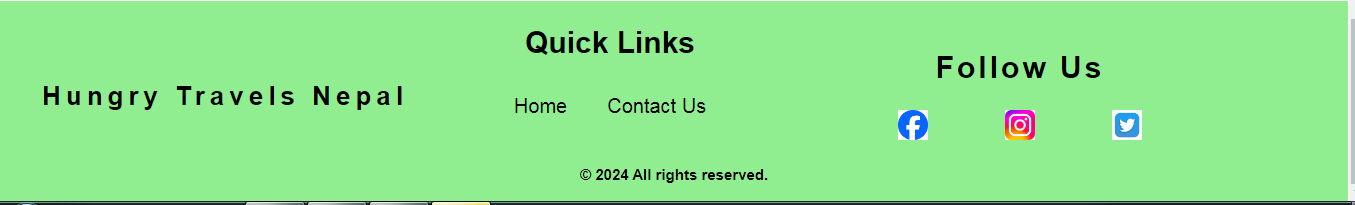 Hungry Travels Nepal
Quick Links
Home Contact Us
Follow Us
© 2024 All rights reserved.